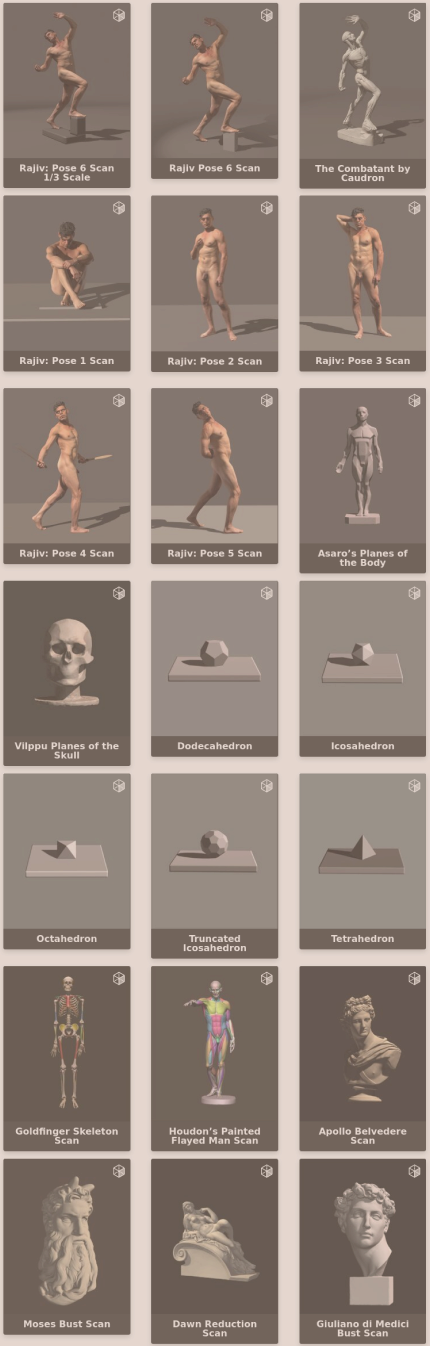 Rajiv: Pose 6 Scan
1/3 Scale
Rajiv Pose 6 Scan
The Combatant by
Caudron
Rajiv: Pose 1 Scan
Rajiv: Pose 2 Scan
Rajiv: Pose 3 Scan
Rajiv: Pose 4 Scan
Rajiv: Pose 5 Scan
Asaro’s Planes of
the Body
Vilppu Planes of the
Skull
Dodecahedron
Icosahedron
Octahedron
Truncated
Icosahedron
Tetrahedron
Goldfinger Skeleton
Scan
Houdon’s Painted
Flayed Man Scan
Apollo Belvedere
Scan
Moses Bust Scan
Dawn Reduction
Scan
Giuliano di Medici
Bust Scan